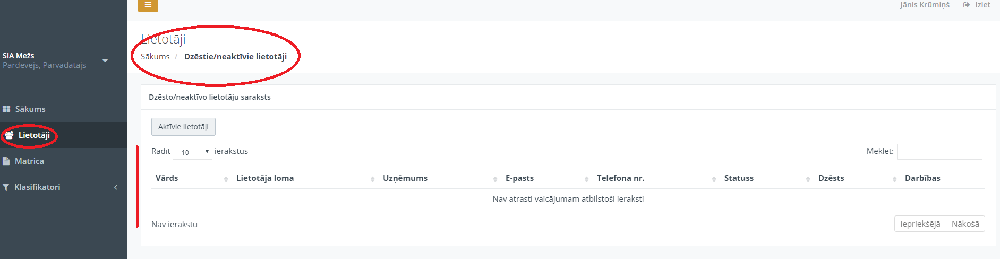 Jānis Krūmiņš Iziet
SIA Mežs
Pārdevējs, Pārvadātājs
Sākums
Lietotāji
Matrica
Klasifikatori
Lietotāji
Sākums / Dzēstie/neaktīvie lietotāji
Dzēsto/neaktīvo lietotāju saraksts
Aktīvie lietotāji
Rādīt 10 ierakstus Meklēt:
Vārds Lietotāja loma Uzņēmums E-pasts Telefona nr. Statuss Dzēsts Darbības
Nav atrasti vaicājumam atbilstoši ieraksti
Nav ierakstu Iepriekšējā Nākošā